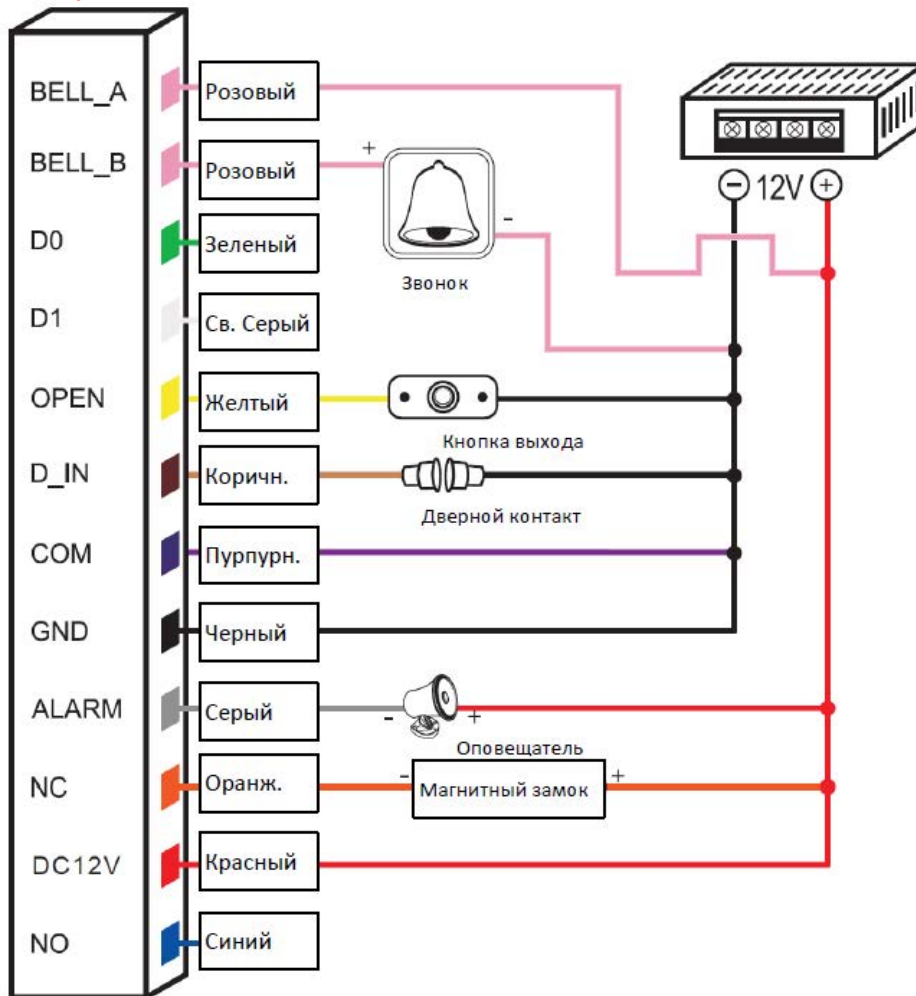 BELL_A Розовый
BELL_B Розовый
+
-
− 12V +
Звонок
D0 Зеленый
D1 Св. Серый
OPEN Желтый
Кнопка выхода
D_IN Коричн.
Дверной контакт
COM Пурпурн.
GND Черный
ALARM Серый
- +
Оповещатель
NC Оранж.
- Магнитный замок +
DC12V Красный
NO Синий